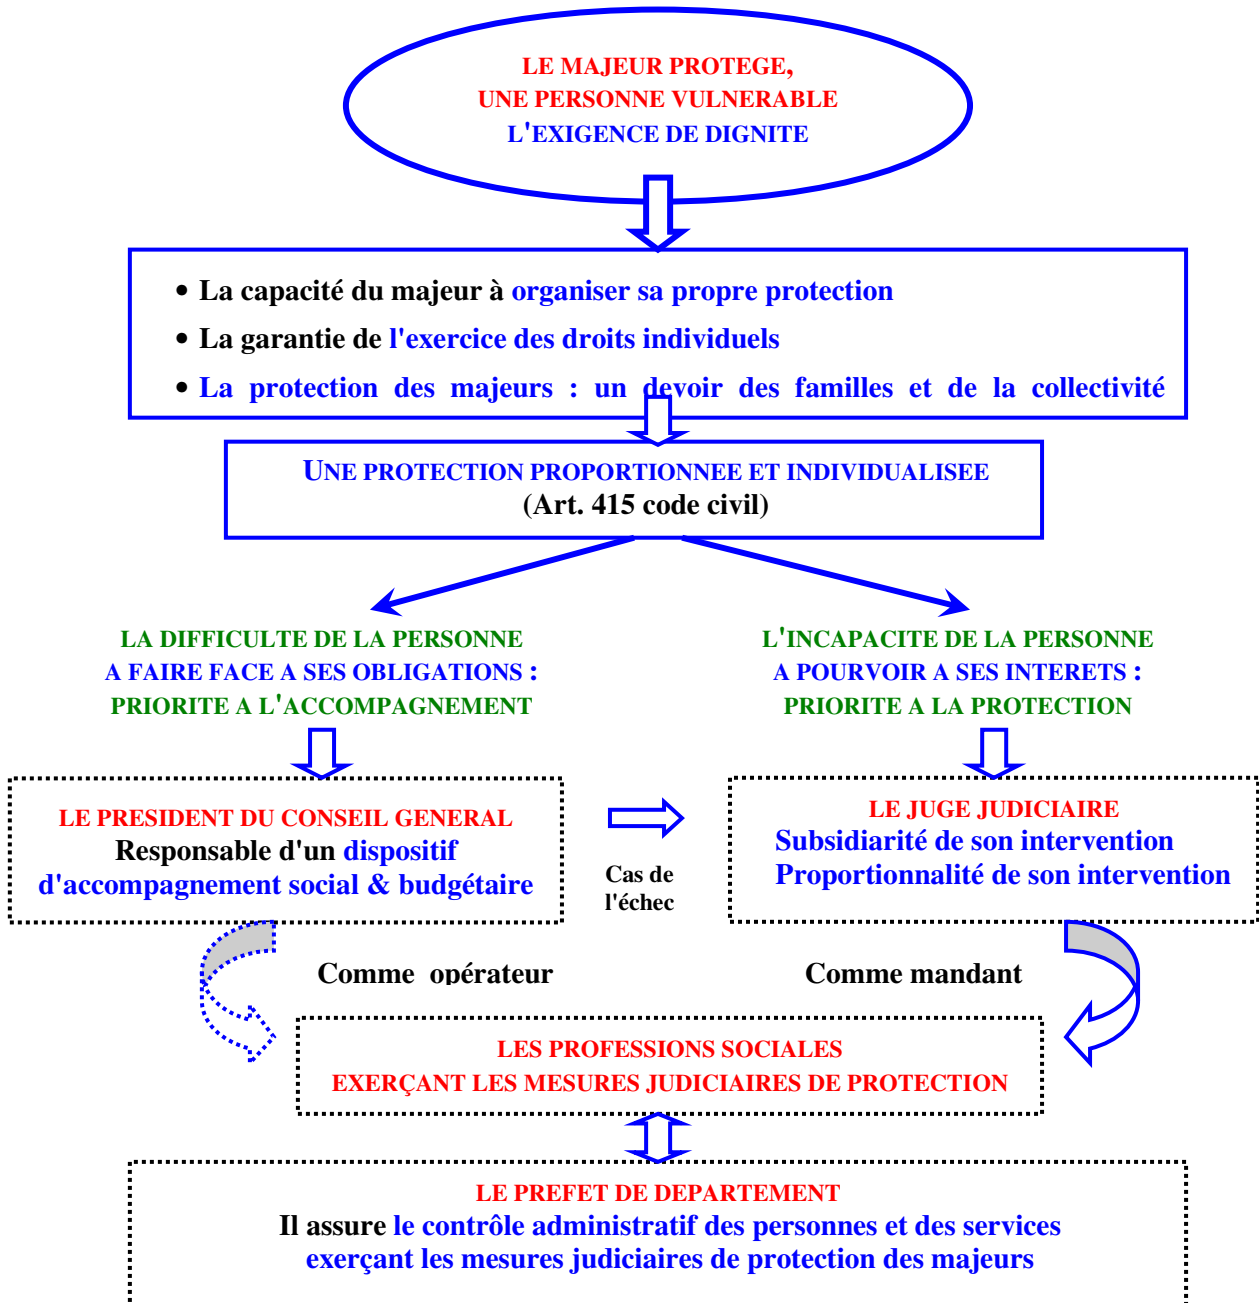 LE MAJEUR PROTEGE,
UNE PERSONNE VULNERABLE
L'EXIGENCE DE DIGNITE
• La capacité du majeur à organiser sa propre protection
• La garantie de l'exercice des droits individuels
• La protection des majeurs : un devoir des familles et de la collectivité
UNE PROTECTION PROPORTIONNEE ET INDIVIDUALISEE
(Art. 415 code civil)
LA DIFFICULTE DE LA PERSONNE
A FAIRE FACE A SES OBLIGATIONS :
PRIORITE A L'ACCOMPAGNEMENT
L'INCAPACITE DE LA PERSONNE
A POURVOIR A SES INTERETS :
PRIORITE A LA PROTECTION
LE PRESIDENT DU CONSEIL GENERAL
Responsable d'un dispositif
d'accompagnement social & budgétaire
Cas de
l'échec
LE JUGE JUDICIAIRE
Subsidiarité de son intervention
Proportionnalité de son intervention
Comme opérateur
Comme mandant
LES PROFESSIONS SOCIALES
EXERÇANT LES MESURES JUDICIAIRES DE PROTECTION
LE PREFET DE DEPARTEMENT
Il assure le contrôle administratif des personnes et des services
exerçant les mesures judiciaires de protection des majeurs